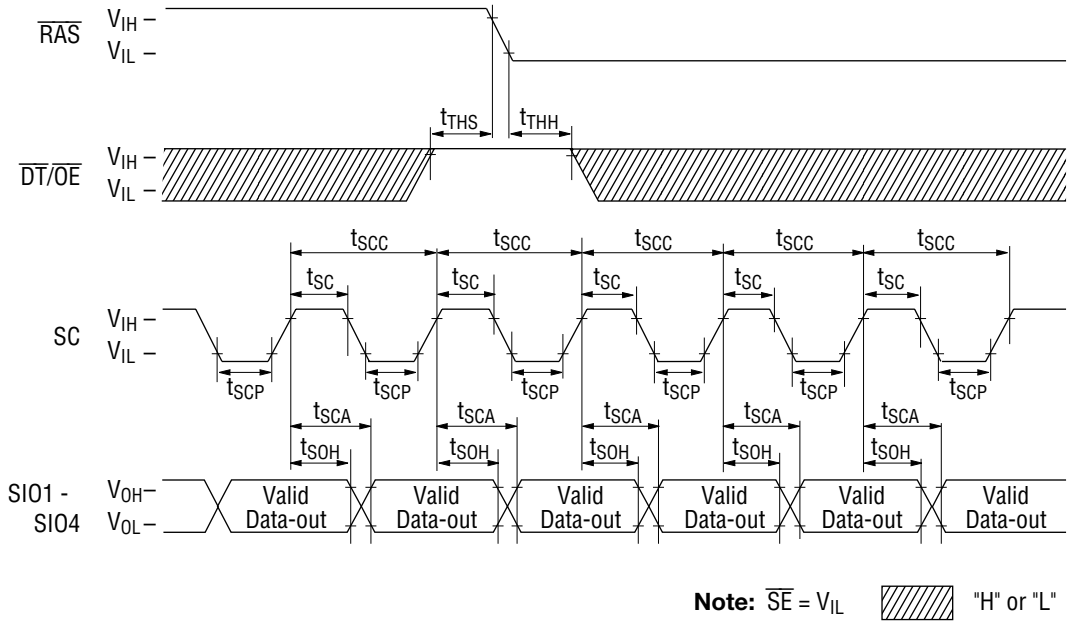 RAS VIH –
VIL –
tTHS tTHH
DT/OE VIH –
VIL –
tSCC tSCC tSCC tSCC tSCC
tSC tSC tSC tSC tSC
SC VIH –
VIL –
tSCP tSCP tSCP tSCP tSCP tSCP
tSCA tSCA tSCA tSCA tSCA
tSOH tSOH tSOH tSOH tSOH
SIO1 - VOH– Valid Valid Valid Valid Valid Valid
SIO4 VOL– Data-out Data-out Data-out Data-out Data-out Data-out
Note: SE = VIL "H" or "L"